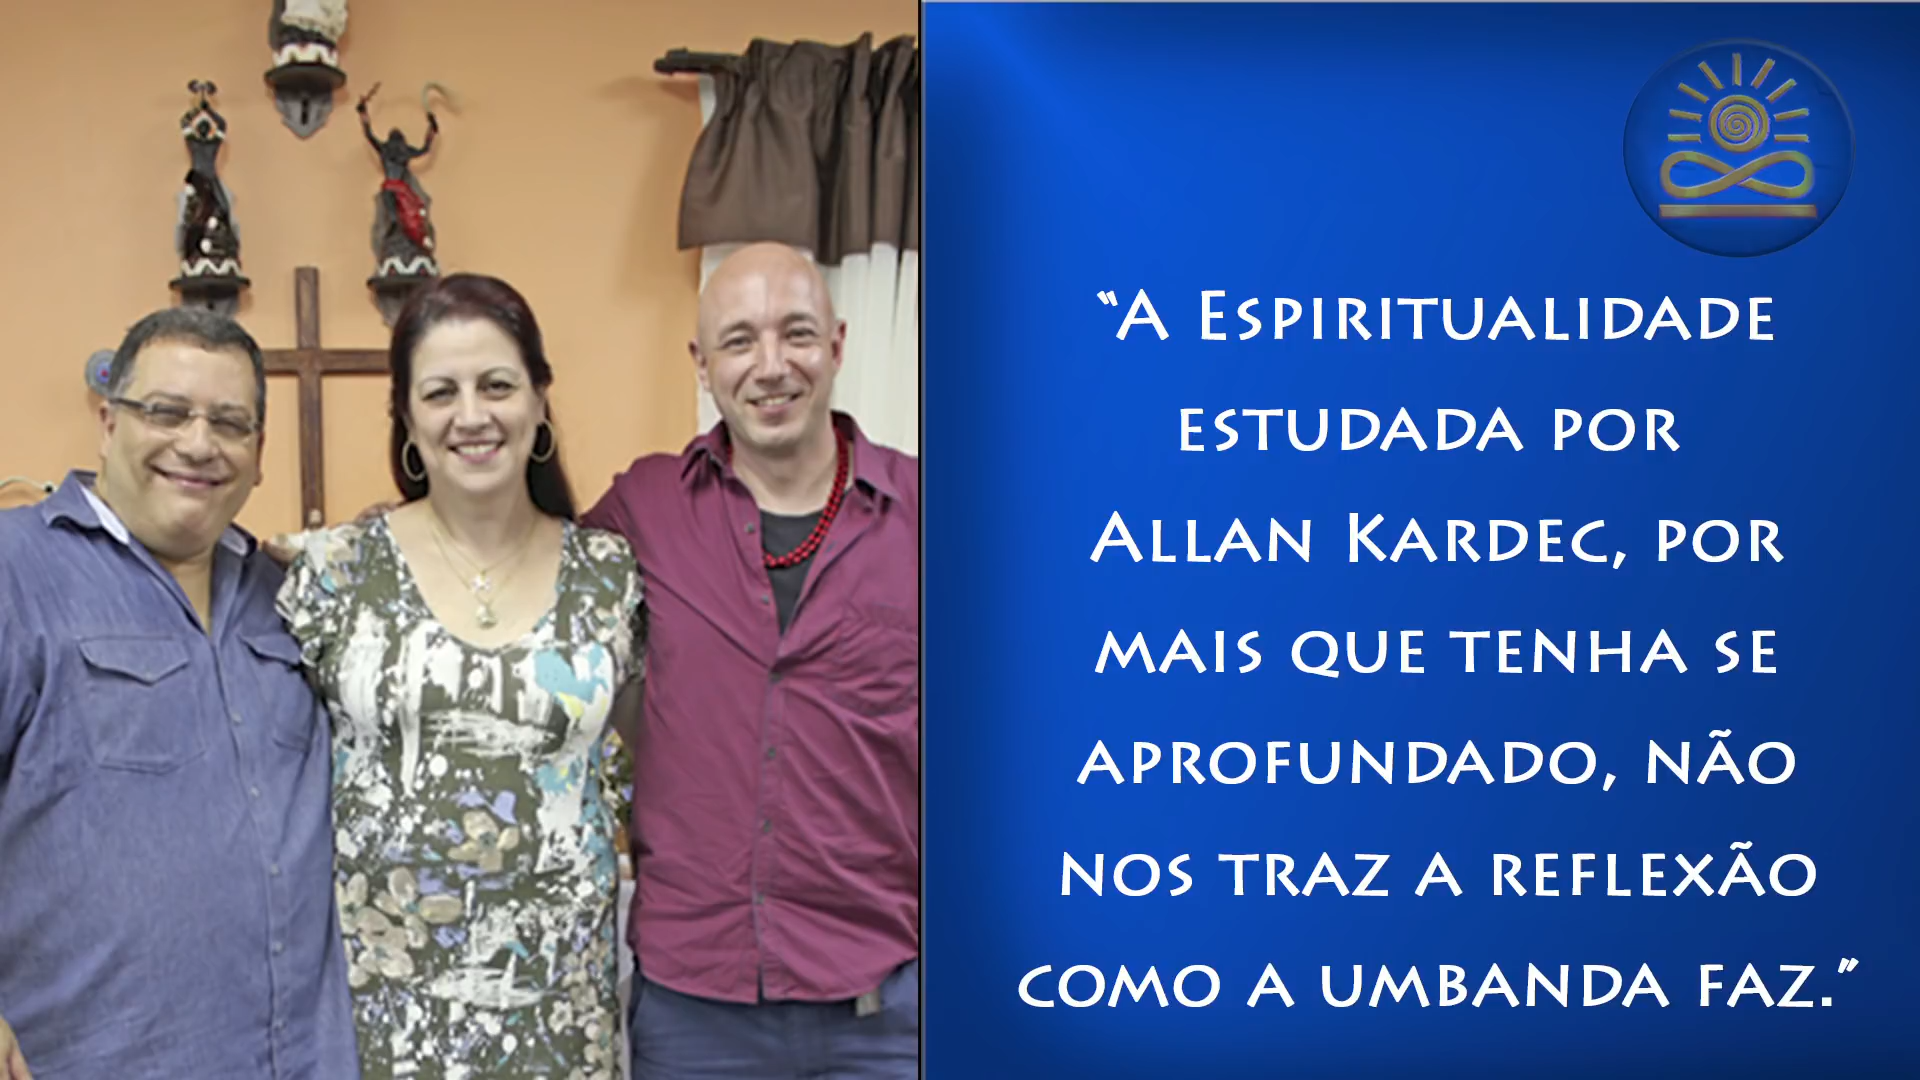 “A Espiritualidade
estudada por
Allan Kardec, por
mais que tenha se
aprofundado, não
nos traz a reflexão
como a umbanda faz.”